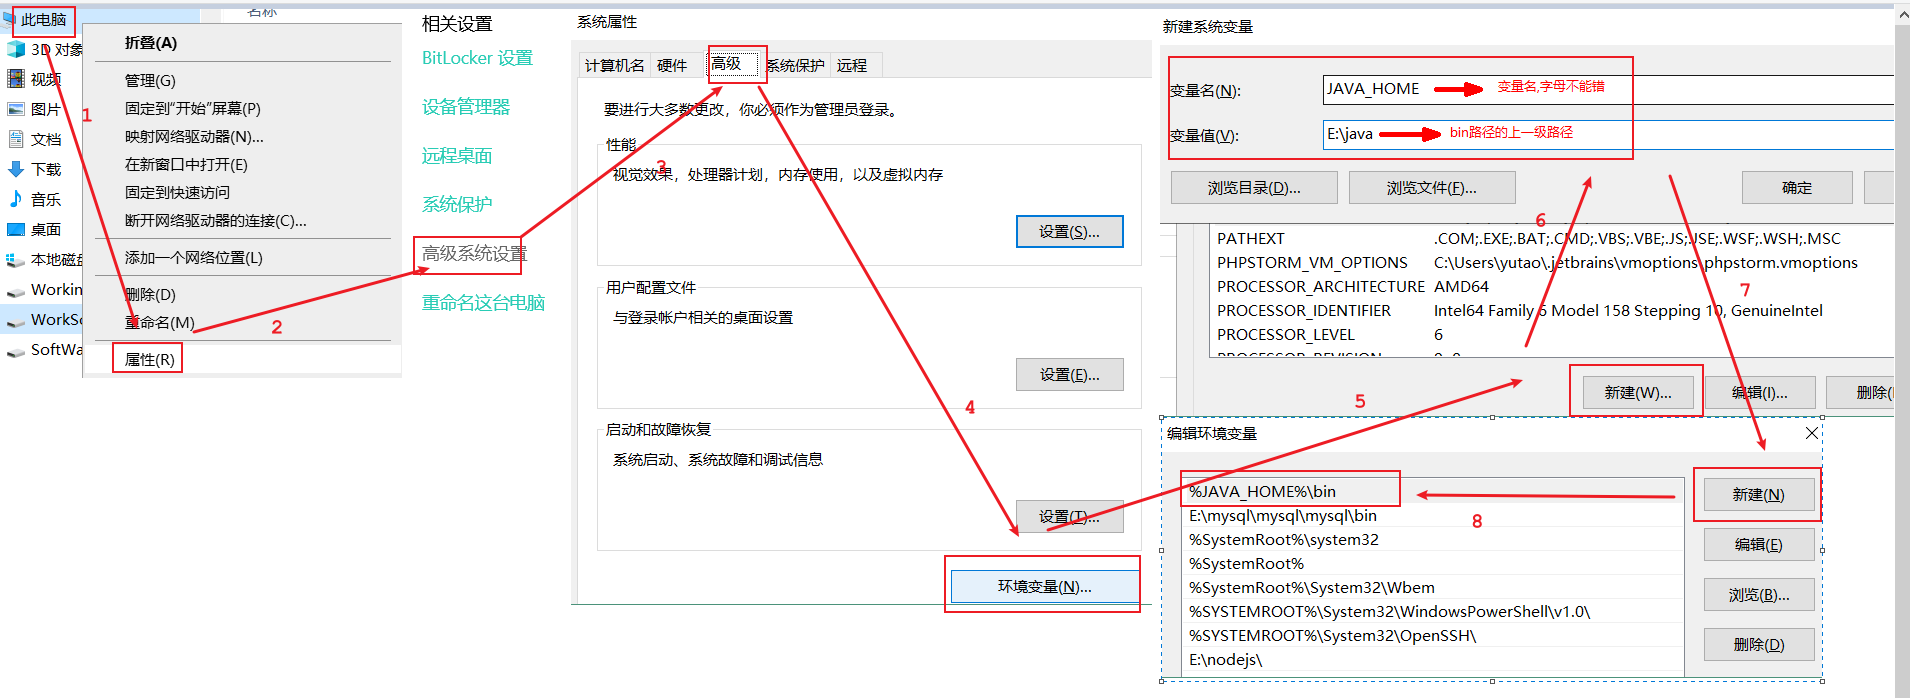 此电脑
名称
3D 对象
视频
图片
文档
下载
音乐
桌面
本地磁盘
Workin
WorkSo
SoftWa
折叠(A)
管理(G)
固定到"开始"屏幕(P)
映射网络驱动器(N)...
在新窗口中打开(E)
固定到快速访问
断开网络驱动器的连接(C)...
添加一个网络位置(L)
删除(D)
重命名(M)
属性(R)
1
2
相关设置
BitLocker 设置
设备管理器
远程桌面
系统保护
高级系统设置
重命名这台电脑
系统属性
计算机名
硬件
高级
系统保护
远程
要进行大多数更改，你必须作为管理员登录。
性能
3
视觉效果，处理器计划，内存使用，以及虚拟内存
设置(S)...
用户配置文件
与登录帐户相关的桌面设置
设置(E)...
4
启动和故障恢复
系统启动、系统故障和调试信息
设置(T)...
环境变量(N)...
新建系统变量
变量名(N):
JAVA_HOME
变量名,字母不能错
变量值(V):
E:\java
bin路径的上一级路径
浏览目录(D)...
浏览文件(F)...
确定
6
PATHEXT .COM;.EXE;.BAT;.CMD;.VBS;.VBE;.JS;.JSE;.WSF;.WSH;.MSC
PHPSTORM_VM_OPTIONS C:\Users\yutao\.jetbrains\vmoptions\phpstorm.vmoptions
PROCESSOR_ARCHITECTURE AMD64
7
PROCESSOR_IDENTIFIER Intel64 Family 6 Model 158 Stepping 10, GenuineIntel
PROCESSOR_LEVEL 6
PROCESSOR_REVISION
5
新建(W)...
编辑(I)...
删除(
编辑环境变量
%JAVA_HOME%\bin
E:\mysql\mysql\mysql\bin
%SystemRoot%\system32
%SystemRoot%
%SystemRoot%\System32\Wbem
%SYSTEMROOT%\System32\WindowsPowerShell\v1.0\
%SYSTEMROOT%\System32\OpenSSH\
E:\nodejs\
8
新建(N)
编辑(E)
浏览(B)...
删除(D)